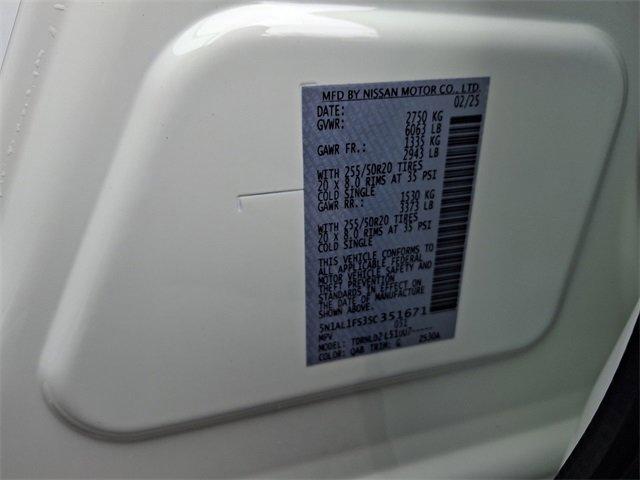 MFD BY NISSAN MOTOR CO., LTD.
DATE: 02/25
GVWR: 2750 KG
6063 LB
GAWR FR.: 1335 KG
2943 LB
WITH 255/50R20 TIRES
20 X 8.0 RIMS AT 35 PSI
COLD SINGLE
GAWR RR.: 1530 KG
3373 LB
WITH 255/50R20 TIRES
20 X 8.0 RIMS AT 35 PSI
COLD SINGLE
THIS VEHICLE CONFORMS TO
ALL APPLICABLE FEDERAL
MOTOR VEHICLE SAFETY AND
THEFT PREVENTION
STANDARDS IN EFFECT ON
THE DATE OF MANUFACTURE
SHOWN ABOVE.
5N1AL1FS3SC351671
MPV 051
MODEL:
COLOR: QAB TRIM: G 2530A